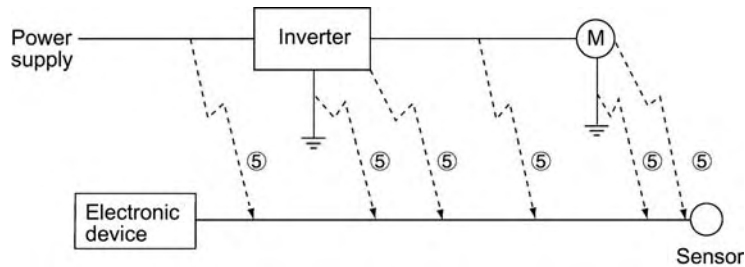 Power
supply
Inverter
M
⑤
⑤
⑤
⑤
⑤
⑤
Electronic
device
Sensor